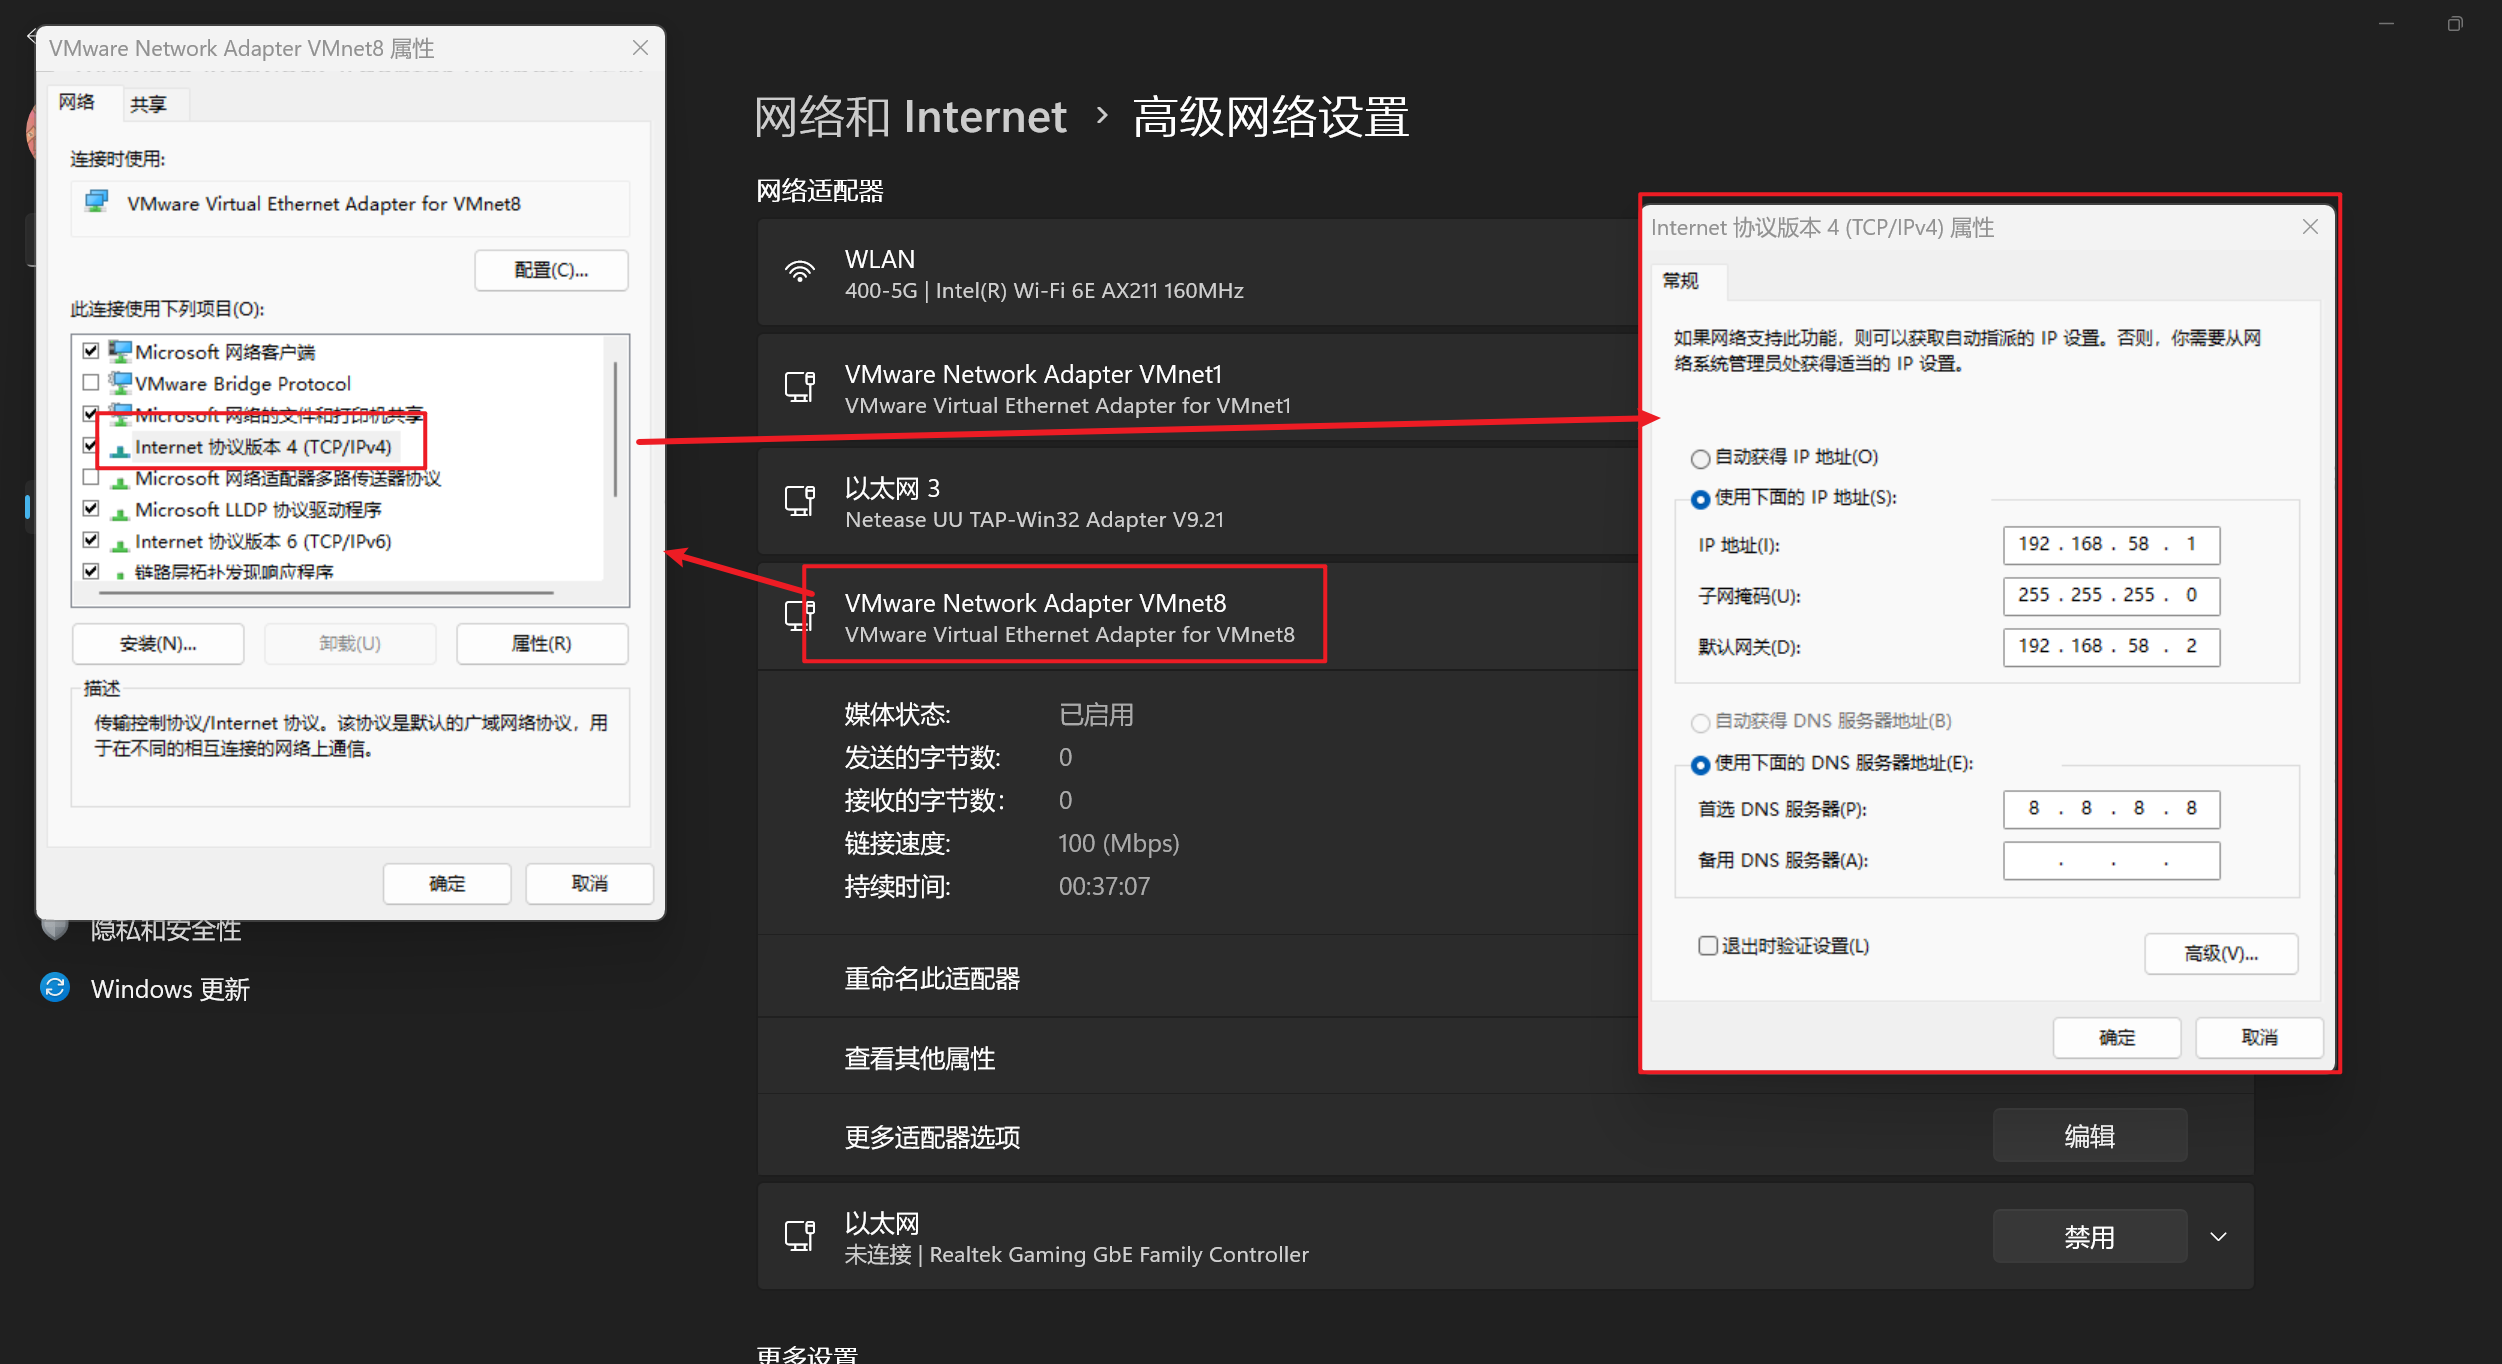 VMware Network Adapter VMnet8 属性
网络
共享
连接时使用:
VMware Virtual Ethernet Adapter for VMnet8
配置(C)...
此连接使用下列项目(O):
Microsoft 网络客户端
VMware Bridge Protocol
Microsoft 网络的文件和打印机共享
Internet 协议版本 4 (TCP/IPv4)
Microsoft 网络适配器多路传送器协议
Microsoft LLDP 协议驱动程序
Internet 协议版本 6 (TCP/IPv6)
链路层拓扑发现响应程序
安装(N)...
卸载(U)
属性(R)
描述
传输控制协议/Internet 协议。该协议是默认的广域网络协议，用
于在不同的相互连接的网络上通信。
确定
取消
隐私和安全性
Windows 更新
网络和 Internet › 高级网络设置
网络适配器
WLAN
400-5G | Intel(R) Wi-Fi 6E AX211 160MHz
VMware Network Adapter VMnet1
VMware Virtual Ethernet Adapter for VMnet1
以太网 3
Netease UU TAP-Win32 Adapter V9.21
VMware Network Adapter VMnet8
VMware Virtual Ethernet Adapter for VMnet8
媒体状态: 已启用
发送的字节数: 0
接收的字节数: 0
链接速度: 100 (Mbps)
持续时间: 00:37:07
重命名此适配器
查看其他属性
更多适配器选项
编辑
以太网
未连接 | Realtek Gaming GbE Family Controller
禁用
更多设置
Internet 协议版本 4 (TCP/IPv4) 属性
常规
如果网络支持此功能，则可以获取自动指派的 IP 设置。否则，你需要从网
络系统管理员处获得适当的 IP 设置。
自动获得 IP 地址(O)
使用下面的 IP 地址(S):
IP 地址(I): 192 . 168 . 58 . 1
子网掩码(U): 255 . 255 . 255 . 0
默认网关(D): 192 . 168 . 58 . 2
自动获得 DNS 服务器地址(B)
使用下面的 DNS 服务器地址(E):
首选 DNS 服务器(P): 8 . 8 . 8 . 8
备用 DNS 服务器(A): . . .
退出时验证设置(L)
高级(V)...
确定
取消